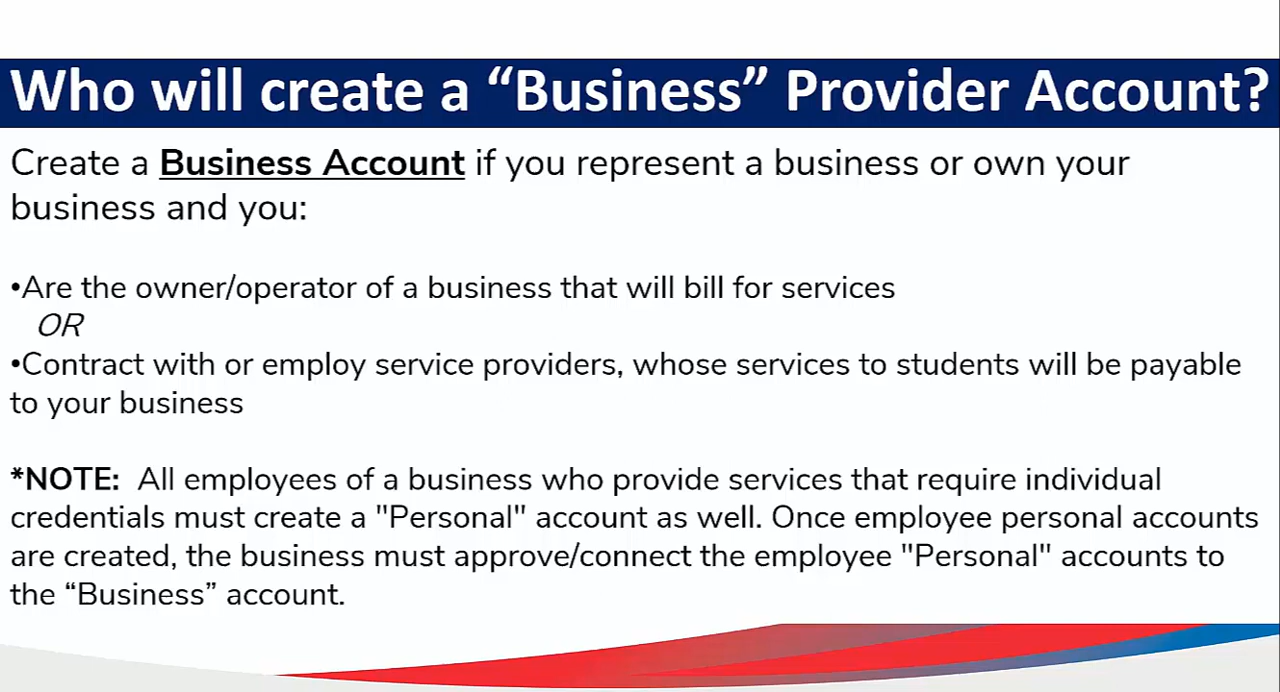 Who will create a “Business” Provider Account?
Create a Business Account if you represent a business or own your
business and you:
•Are the owner/operator of a business that will bill for services
OR
•Contract with or employ service providers, whose services to students will be payable
to your business
*NOTE:  All employees of a business who provide services that require individual
credentials must create a "Personal" account as well. Once employee personal accounts
are created, the business must approve/connect the employee "Personal" accounts to
the “Business” account.